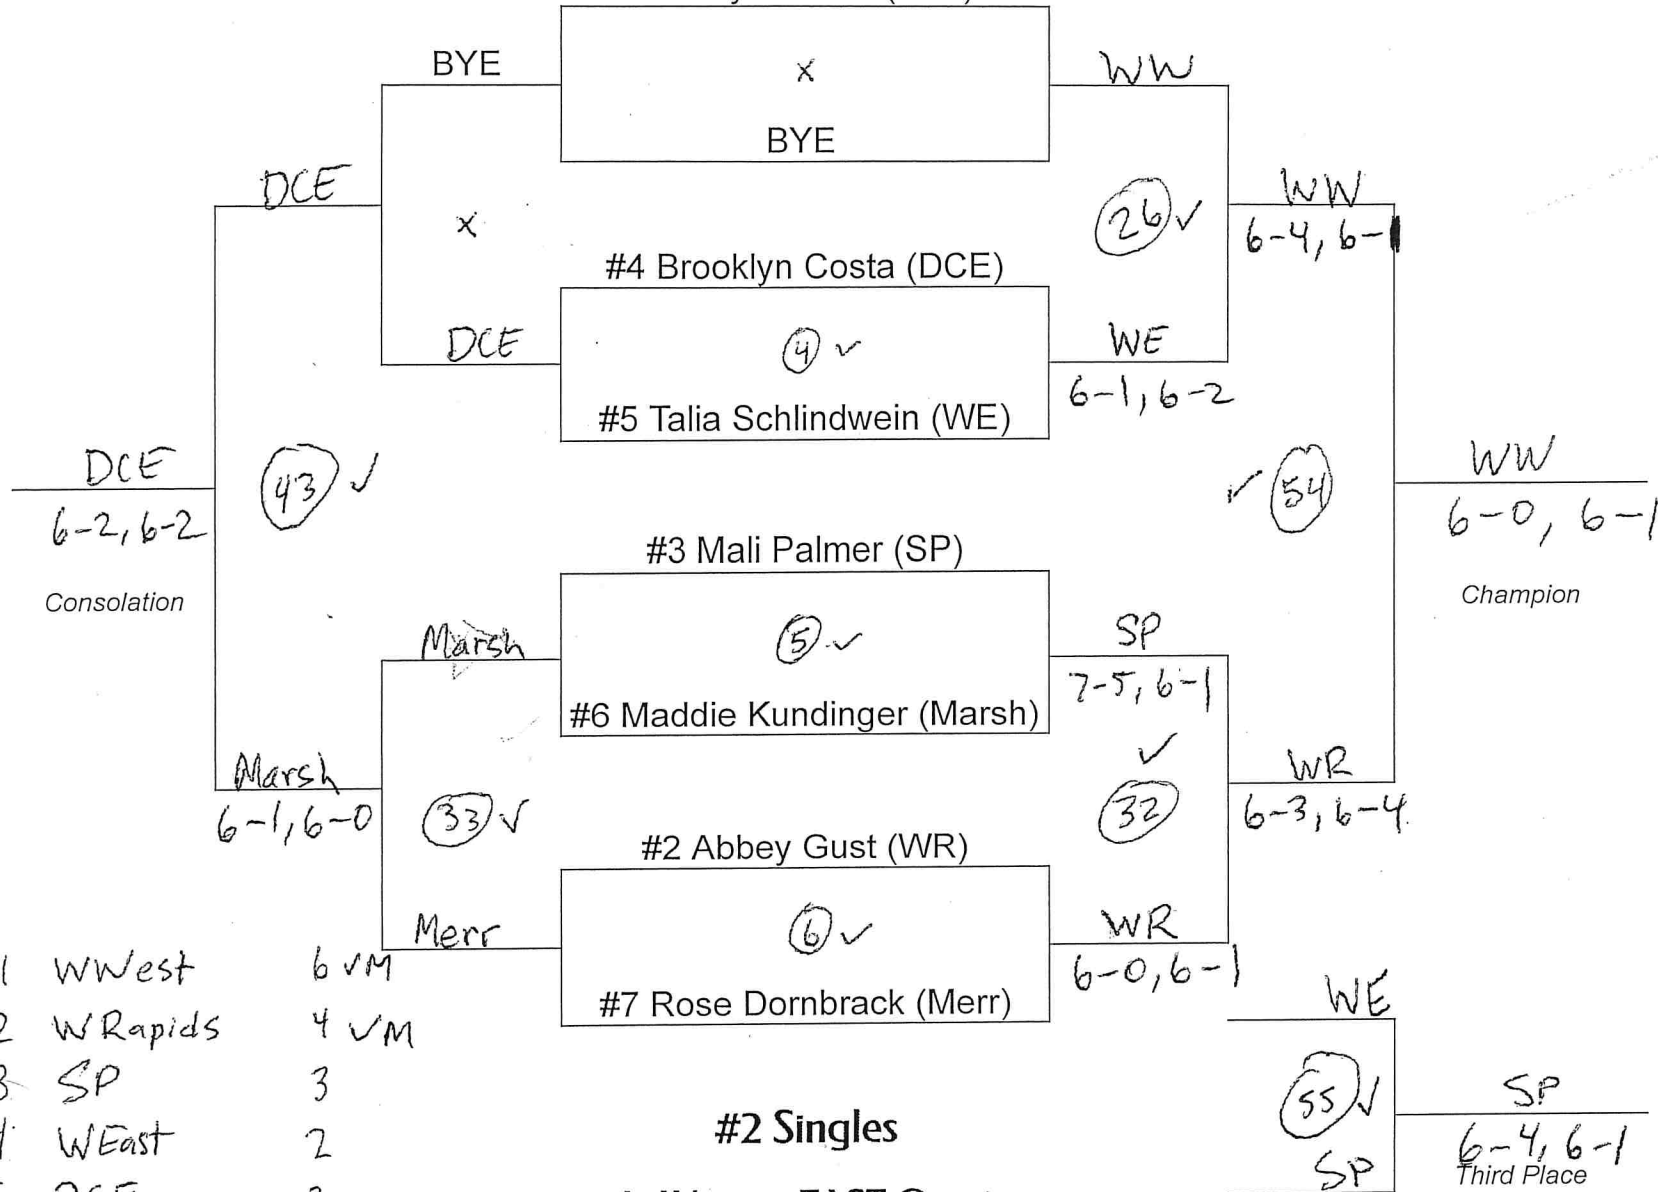 BYE
x
WW
BYE
DCE
x
26 ✓
WW
6-4, 6-1
#4 Brooklyn Costa (DCE)
DCE
4 ✓
WE
6-1, 6-2
#5 Talia Schlindwein (WE)
DCE
6-2, 6-2
Consolation
43 ✓
✓ 54
WW
6-0, 6-1
Champion
#3 Mali Palmer (SP)
Marsh
5 ✓
SP
7-5, 6-1
#6 Maddie Kundinger (Marsh)
Marsh
6-1, 6-0
33 ✓
✓
32
WR
6-3, 6-4
#2 Abbey Gust (WR)
Merr
6 ✓
WR
6-0, 6-1
#7 Rose Dornbrack (Merr)
1 WWest 6 ✓M
2 WRapids 4 ✓M
3 SP 3
4 WEast 2
WE
55 ✓
SP
SP
6-4, 6-1
Third Place
#2 Singles